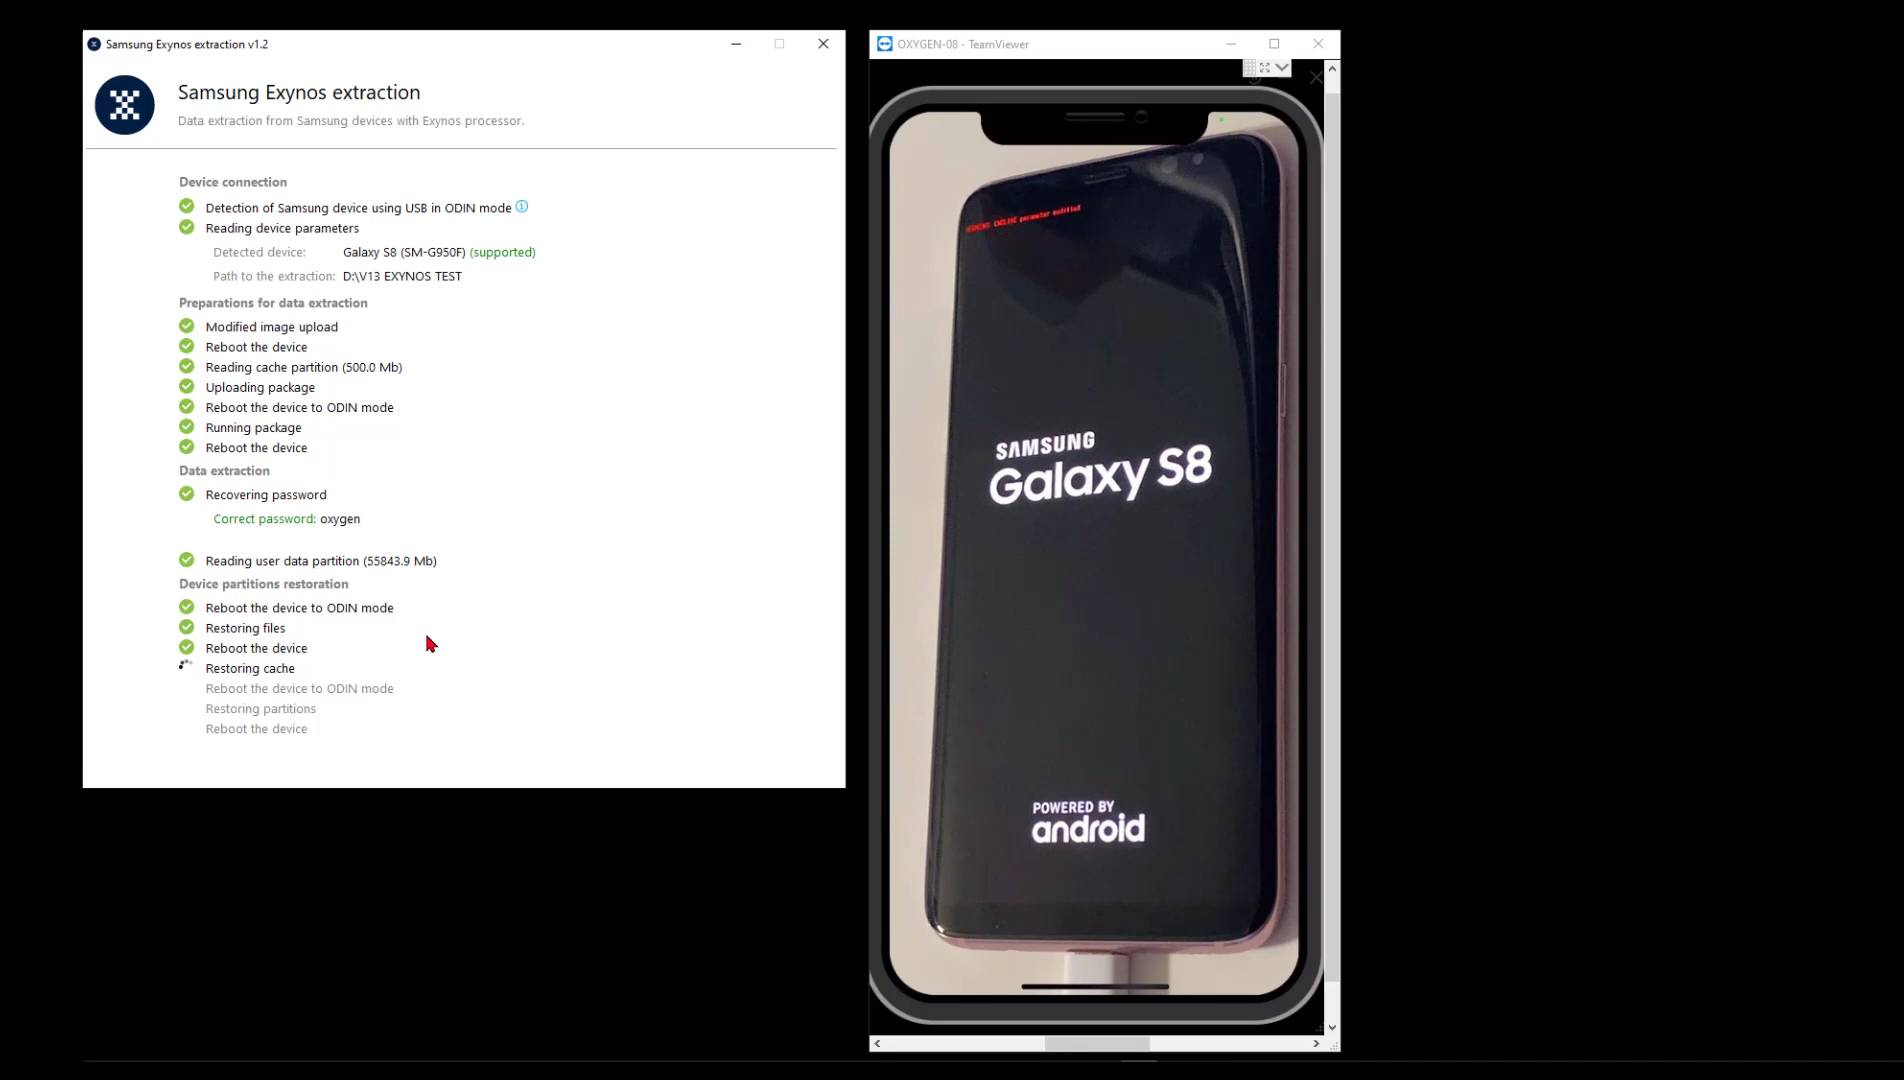 Samsung Exynos extraction v1.2
Samsung Exynos extraction
Data extraction from Samsung devices with Exynos processor.
Device connection
Detection of Samsung device using USB in ODIN mode
Reading device parameters
Detected device: Galaxy S8 (SM-G950F) (supported)
Path to the extraction: D:\V13 EXYNOS TEST
Preparations for data extraction
Modified image upload
Reboot the device
Reading cache partition (500.0 Mb)
Uploading package
Reboot the device to ODIN mode
Running package
Reboot the device
Data extraction
Recovering password
Correct password: oxygen
Reading user data partition (55843.9 Mb)
Device partitions restoration
Reboot the device to ODIN mode
Restoring files
Reboot the device
Restoring cache
Reboot the device to ODIN mode
Restoring partitions
Reboot the device
OXYGEN-08 - TeamViewer
parameter modified
SAMSUNG
Galaxy S8
POWERED BY
android